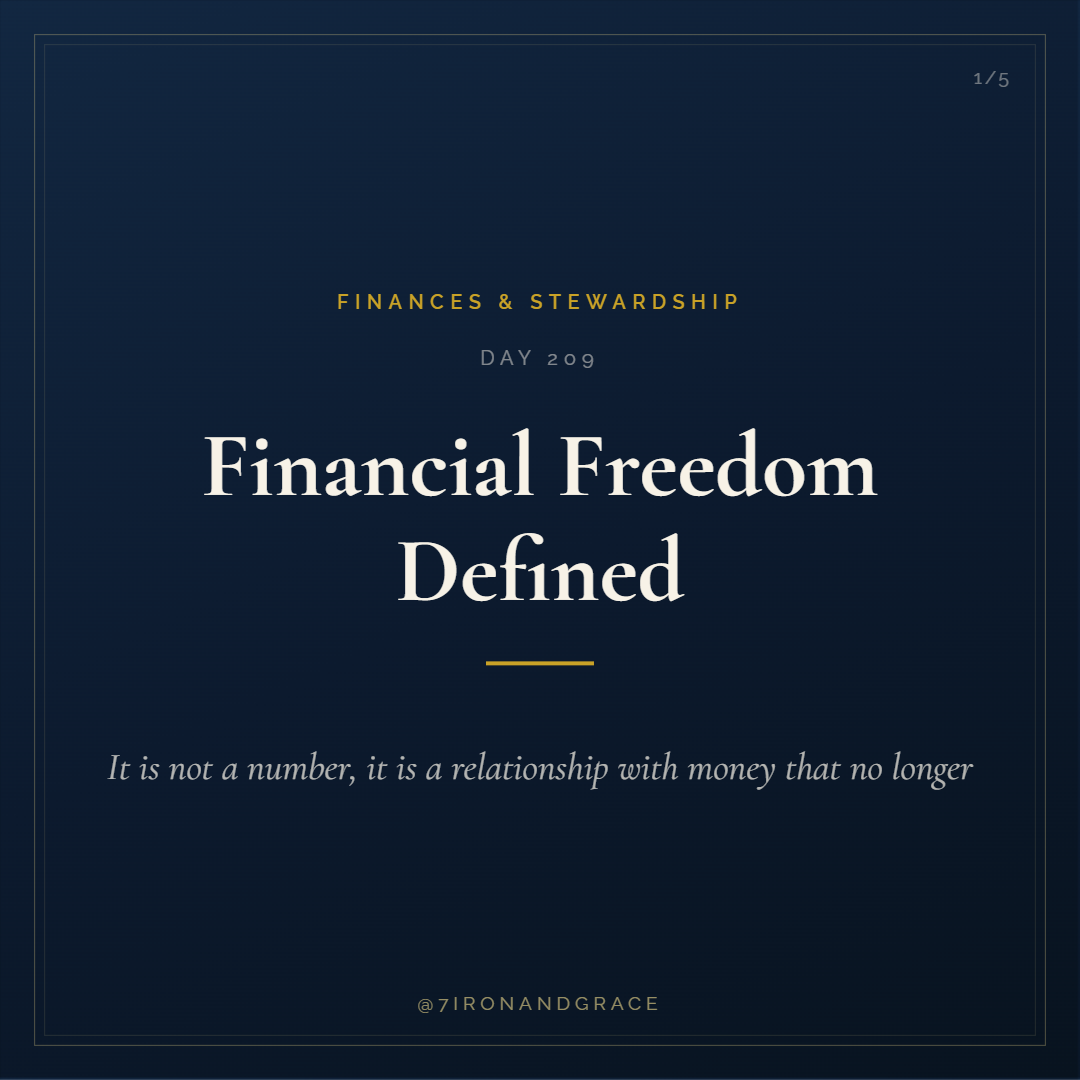 1/5
FINANCES & STEWARDSHIP
DAY 209
Financial Freedom
Defined
It is not a number, it is a relationship with money that no longer
@7IRONANDGRACE